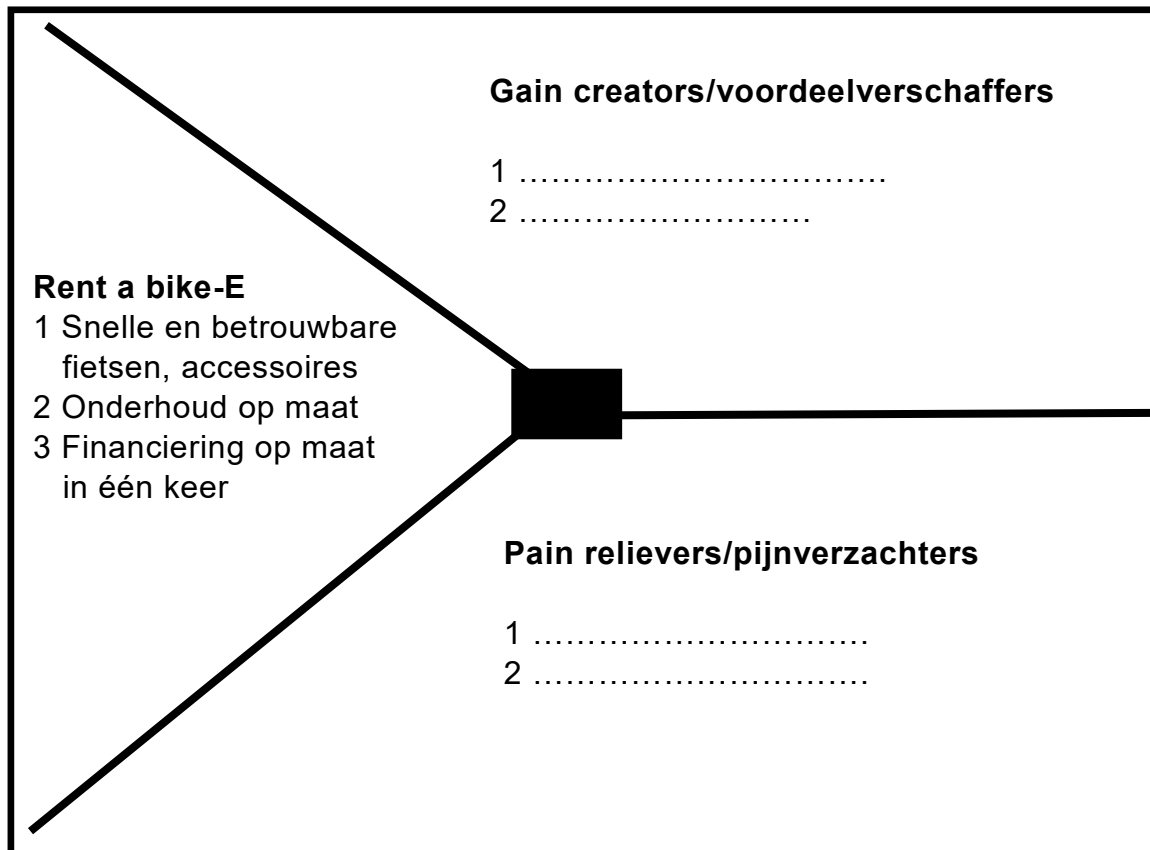 Gain creators/voordeelverschaffers
1 ..................................
2 ...........................
Rent a bike-E
1 Snelle en betrouwbare
fietsen, accessoires
2 Onderhoud op maat
3 Financiering op maat
in één keer
Pain relievers/pijnverzachters
1 ...............................
2 ...............................